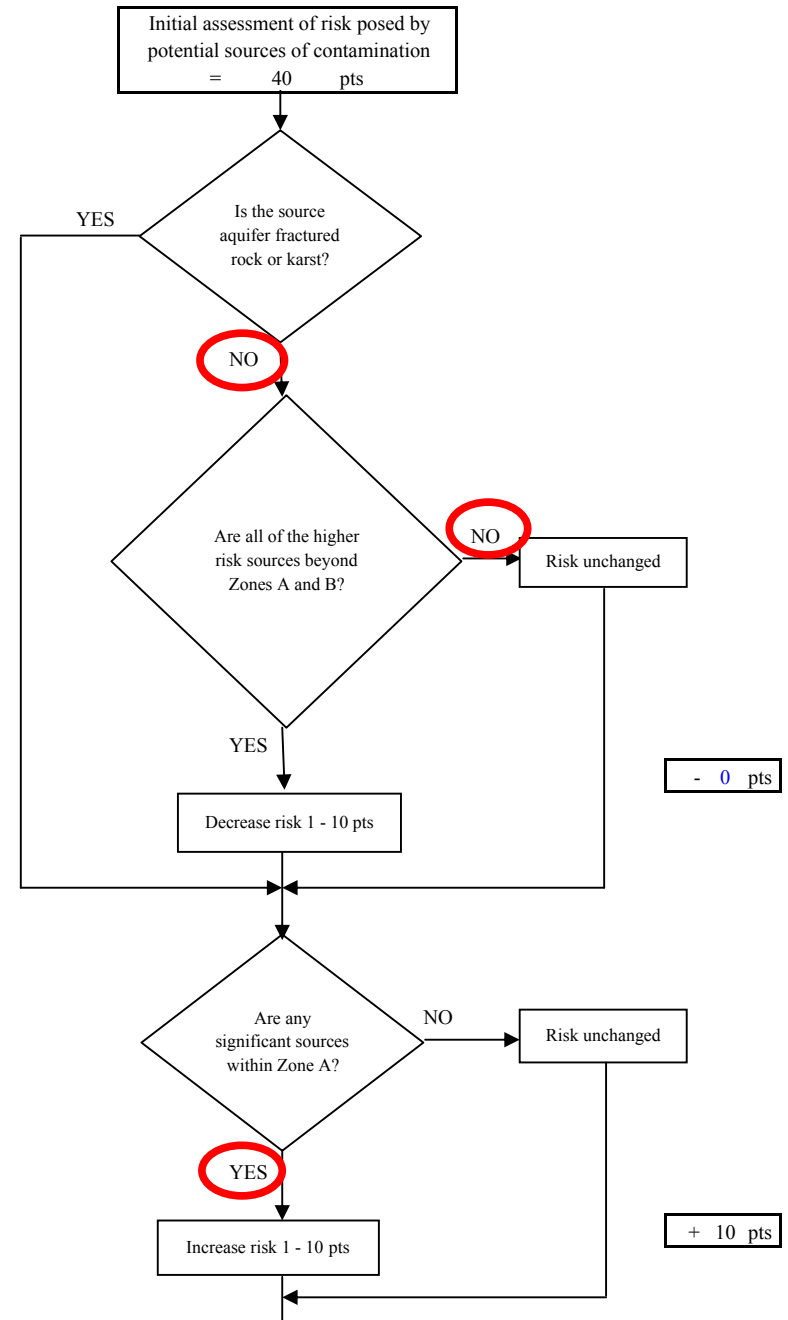 Initial assessment of risk posed by
potential sources of contamination
= 40 pts
YES
Is the source
aquifer fractured
rock or karst?
NO
Are all of the higher
risk sources beyond
Zones A and B?
NO
Risk unchanged
YES
- 0 pts
Decrease risk 1 - 10 pts
Are any
significant sources
within Zone A?
NO
Risk unchanged
YES
+ 10 pts
Increase risk 1 - 10 pts